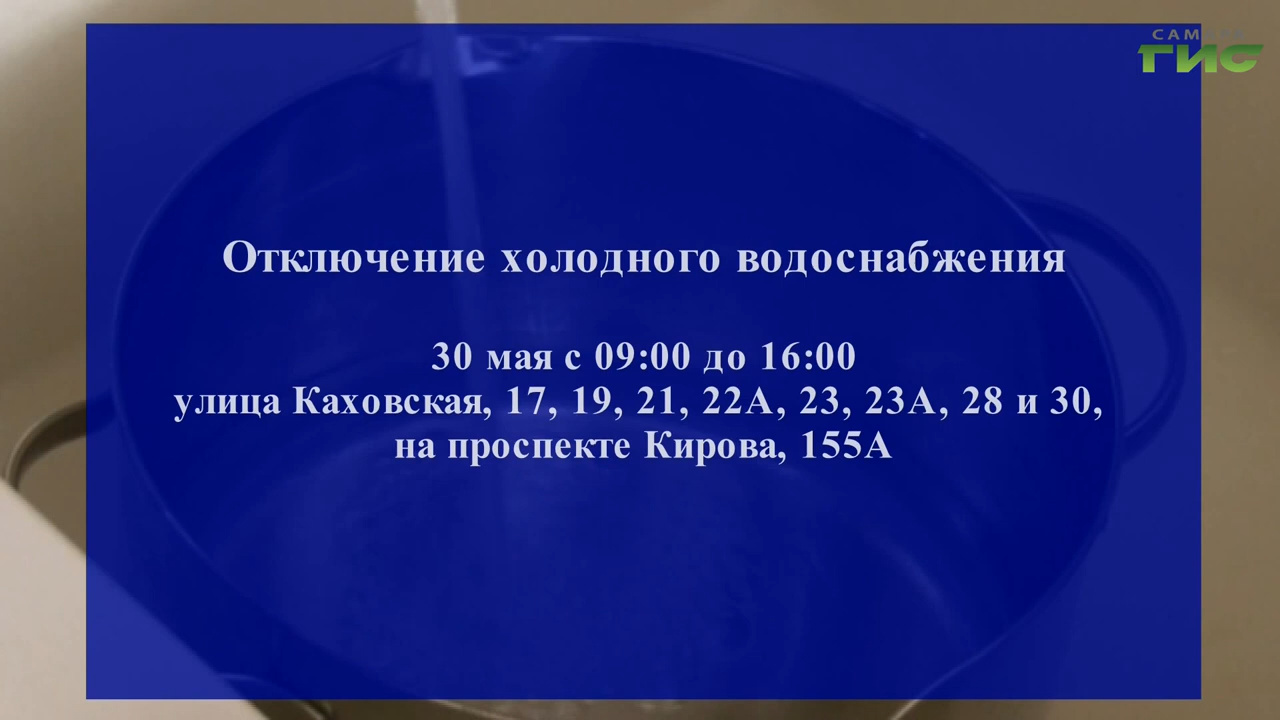 ГИС
Отключение холодного водоснабжения
30 мая с 09:00 до 16:00
улица Каховская, 17, 19, 21, 22А, 23, 23А, 28 и 30,
на проспекте Кирова, 155А